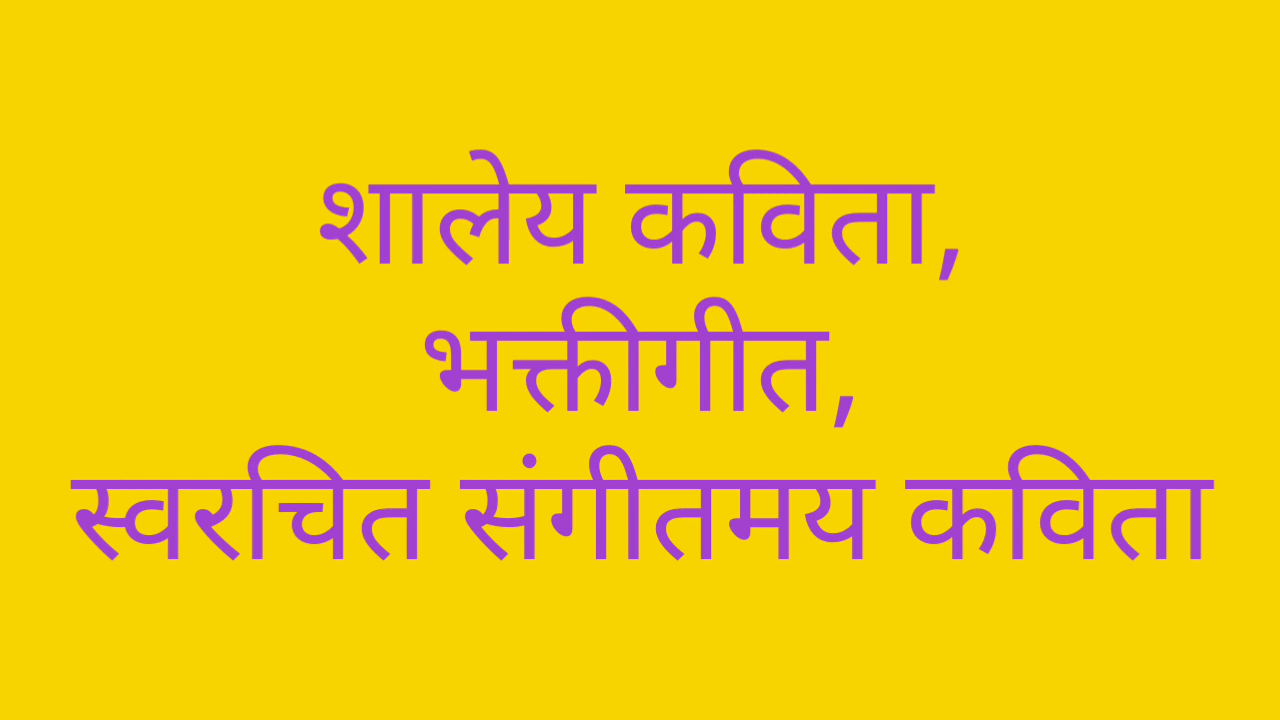 शालेय कविता,
भक्तीगीत,
स्वरचित संगीतमय कविता